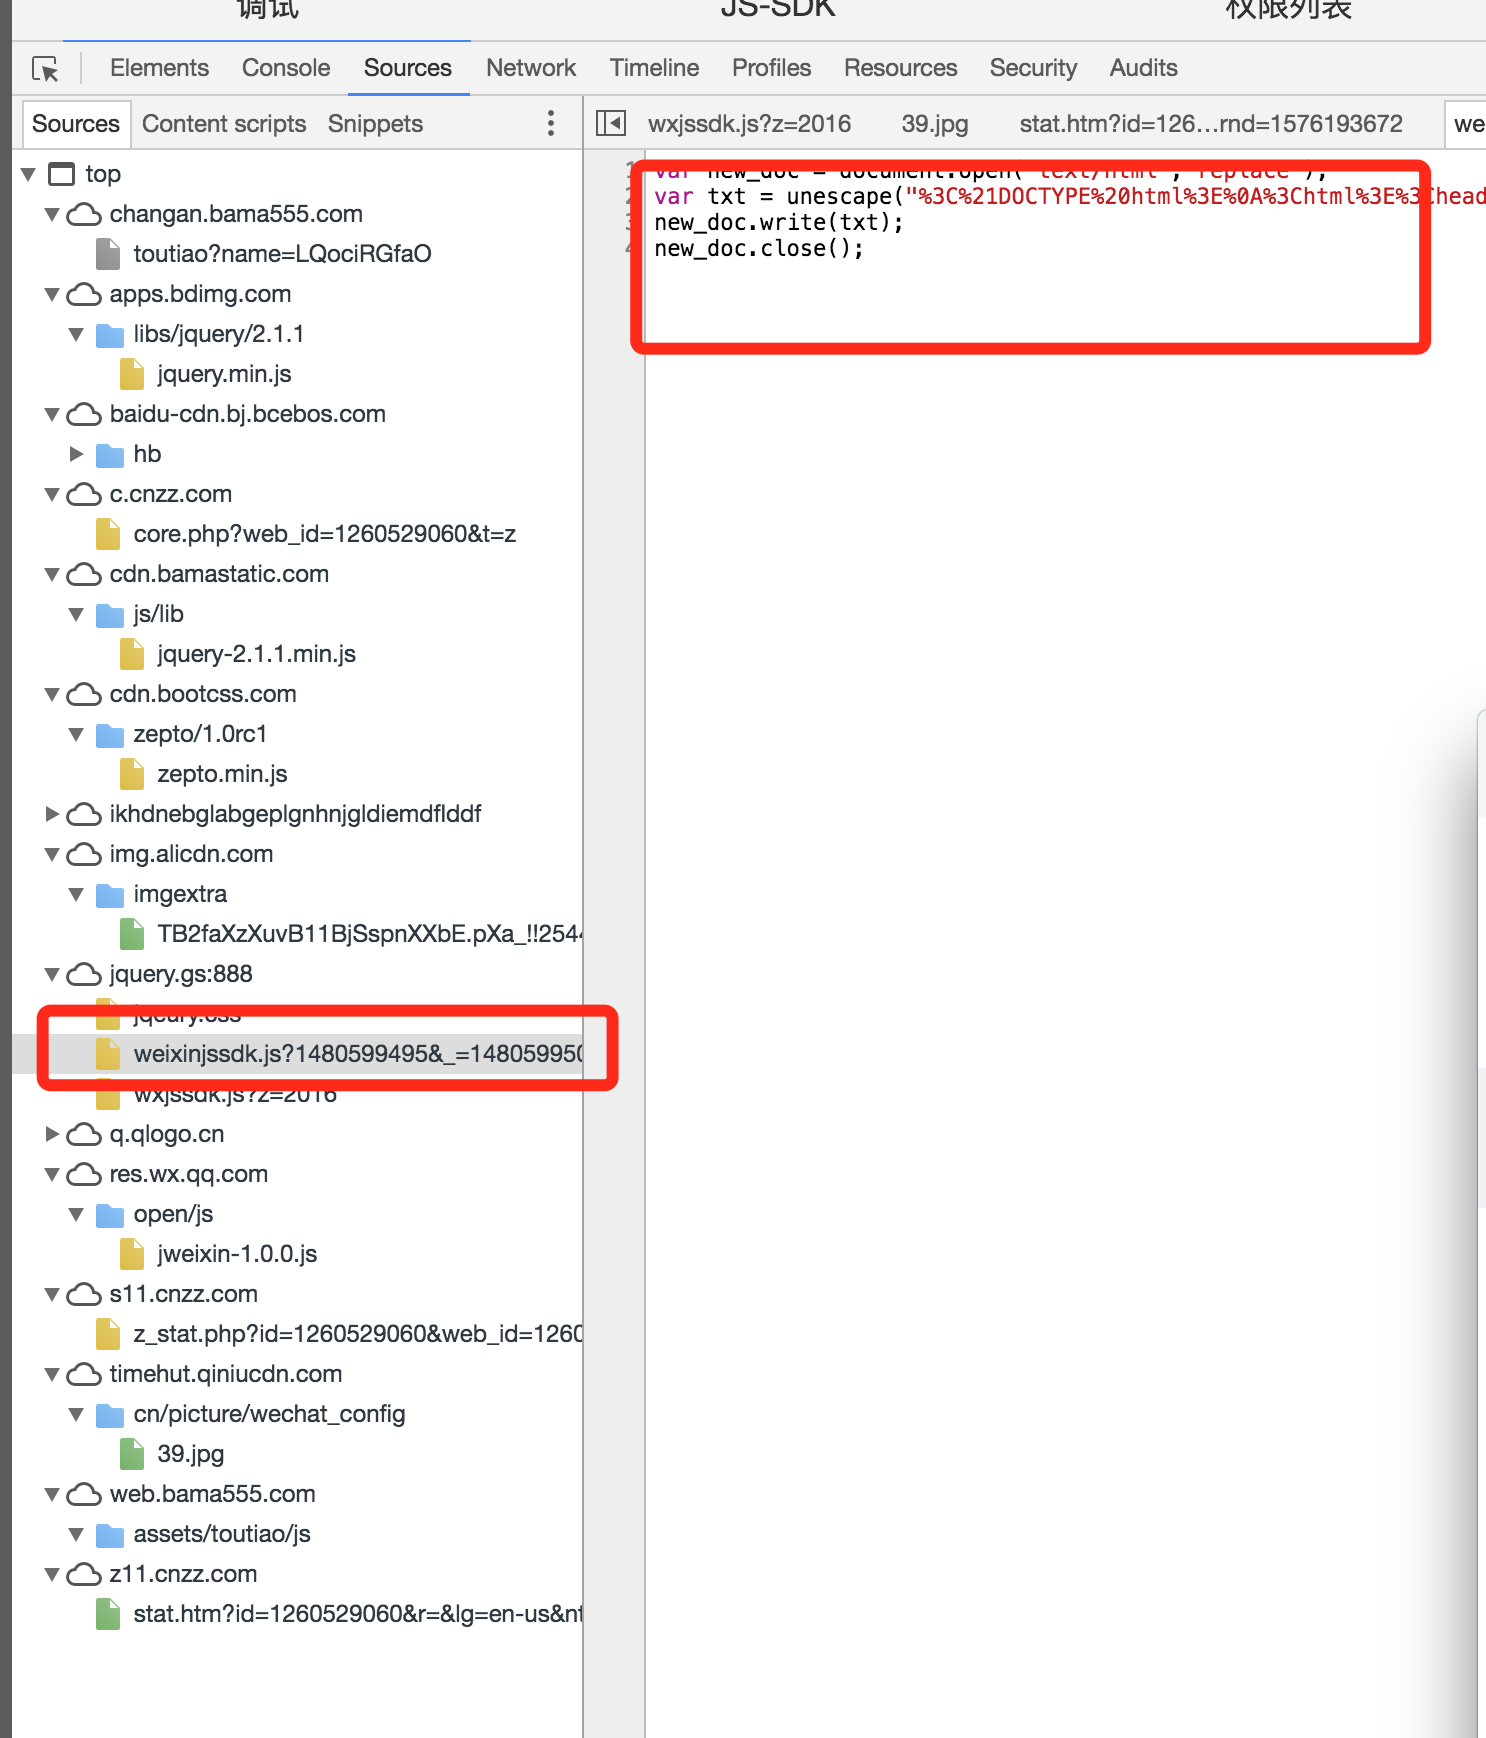 调试 JS-SDK 权限列表
Elements Console Sources Network Timeline Profiles Resources Security Audits
Sources Content scripts Snippets wxjssdk.js?z=2016 39.jpg stat.htm?id=126…rnd=1576193672 we
top
changan.bama555.com
toutiao?name=LQociRGfaO
apps.bdimg.com
libs/jquery/2.1.1
jquery.min.js
baidu-cdn.bj.bcebos.com
hb
c.cnzz.com
core.php?web_id=1260529060&t=z
cdn.bamastatic.com
js/lib
jquery-2.1.1.min.js
cdn.bootcss.com
zepto/1.0rc1
zepto.min.js
ikhdnebglabgeplgnhnjgldiemdflddf
img.alicdn.com
imgextra
TB2faXzXuvB11BjSspnXXbE.pXa_!!2544
jquery.gs:888
jqeury.css
weixinjssdk.js?1480599495&_=148059950
wxjssdk.js?z=2016
q.qlogo.cn
res.wx.qq.com
open/js
jweixin-1.0.0.js
s11.cnzz.com
z_stat.php?id=1260529060&web_id=1260
timehut.qiniucdn.com
cn/picture/wechat_config
39.jpg
web.bama555.com
assets/toutiao/js
z11.cnzz.com
stat.htm?id=1260529060&r=&lg=en-us&nt
1 var new_doc = document.open("text/html","replace");
2 var txt = unescape("%3C%21DOCTYPE%20html%3E%0A%3Chtml%3E%3Chead
3 new_doc.write(txt);
4 new_doc.close();